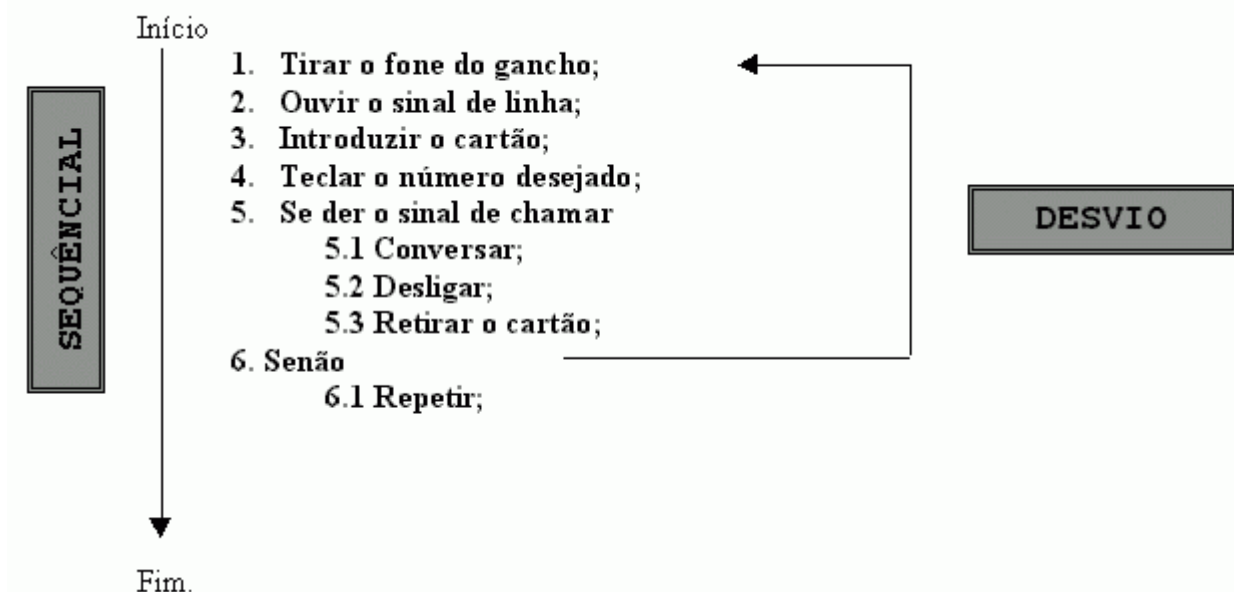 Início
1. Tirar o fone do gancho;
2. Ouvir o sinal de linha;
3. Introduzir o cartão;
4. Teclar o número desejado;
5. Se der o sinal de chamar
5.1 Conversar;
5.2 Desligar;
5.3 Retirar o cartão;
6. Senão
6.1 Repetir;
Fim.
SEQUÊNCIAL
DESVIO